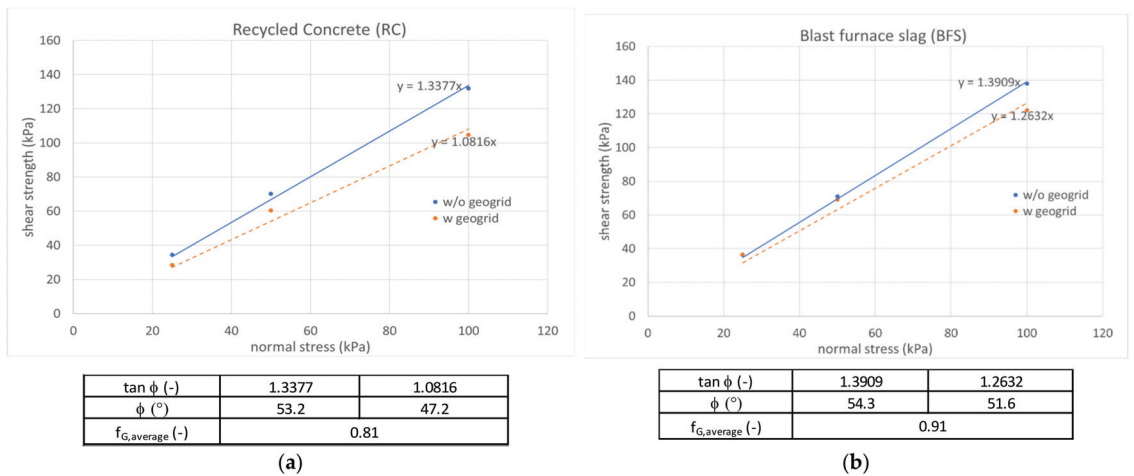 Recycled Concrete (RC)
160
140
120
100
80
60
40
20
0
0 20 40 60 80 100 120
shear strength (kPa)
normal stress (kPa)
y = 1.3377x
y = 1.0816x
w/o geogrid
w geogrid
tan ϕ (-) 1.3377 1.0816
ϕ (°) 53.2 47.2
fG,average (-) 0.81
(a)
Blast furnace slag (BFS)
160
140
120
100
80
60
40
20
0
0 20 40 60 80 100 120
shear strength (kPa)
normal stress (kPa)
y = 1.3909x
y = 1.2632x
w/o geogrid
w geogrid
tan ϕ (-) 1.3909 1.2632
ϕ (°) 54.3 51.6
fG,average (-) 0.91
(b)